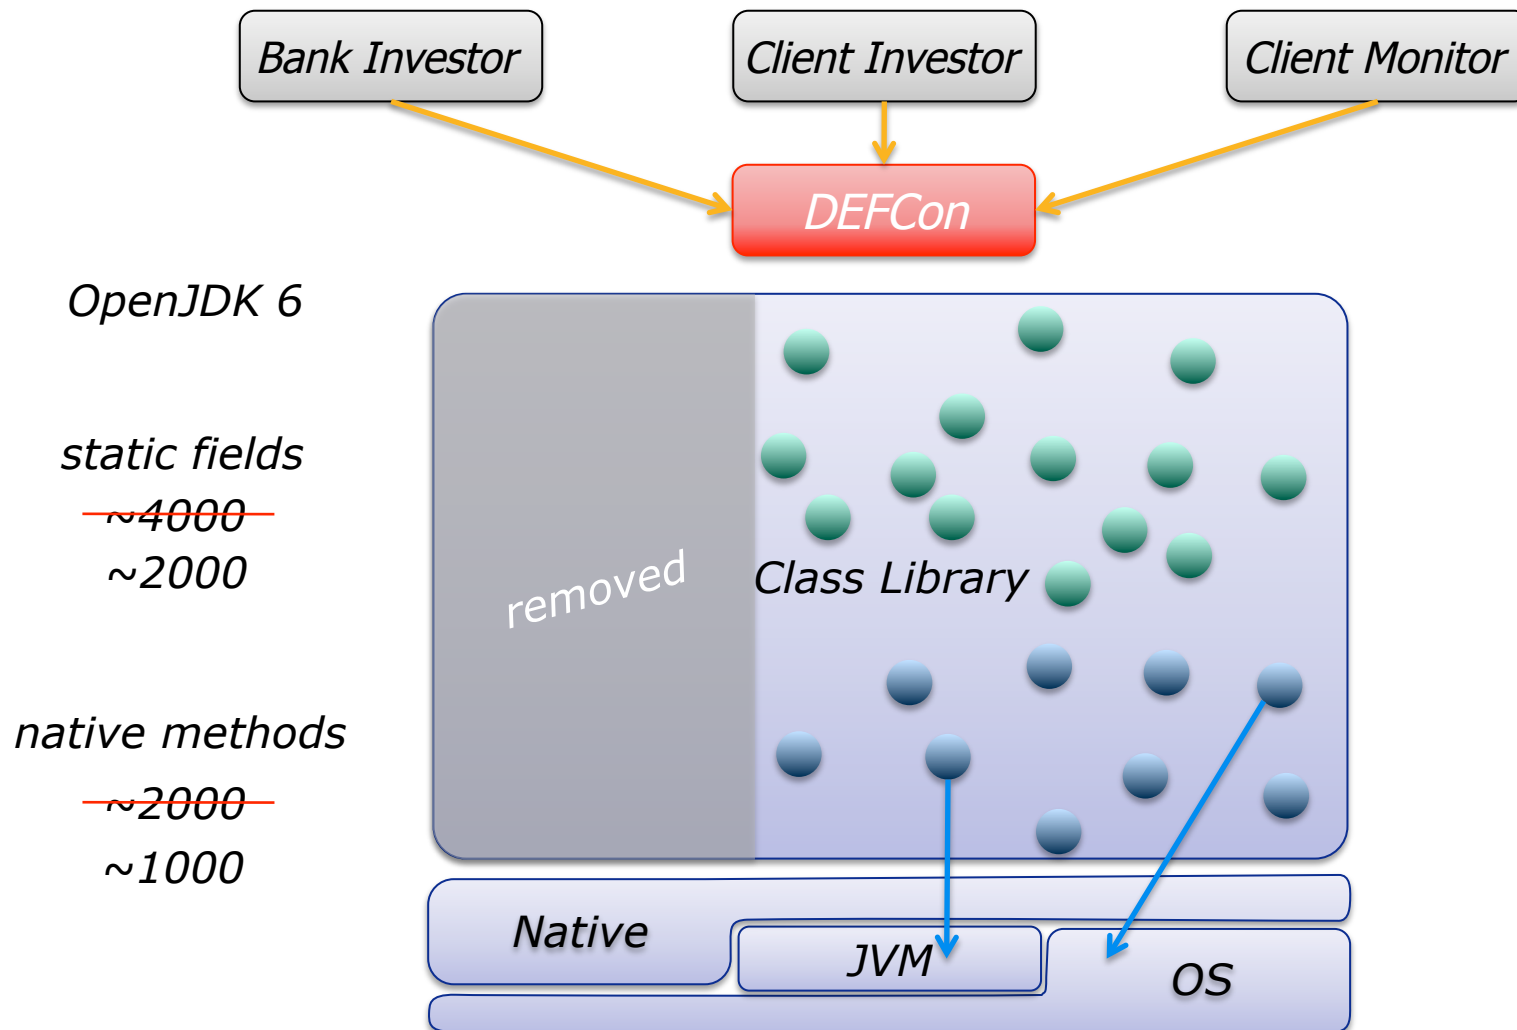 Bank Investor
Client Investor
Client Monitor
DEFCon
OpenJDK 6
static fields
~4000
~2000
removed
Class Library
native methods
~2000
~1000
Native
JVM
OS